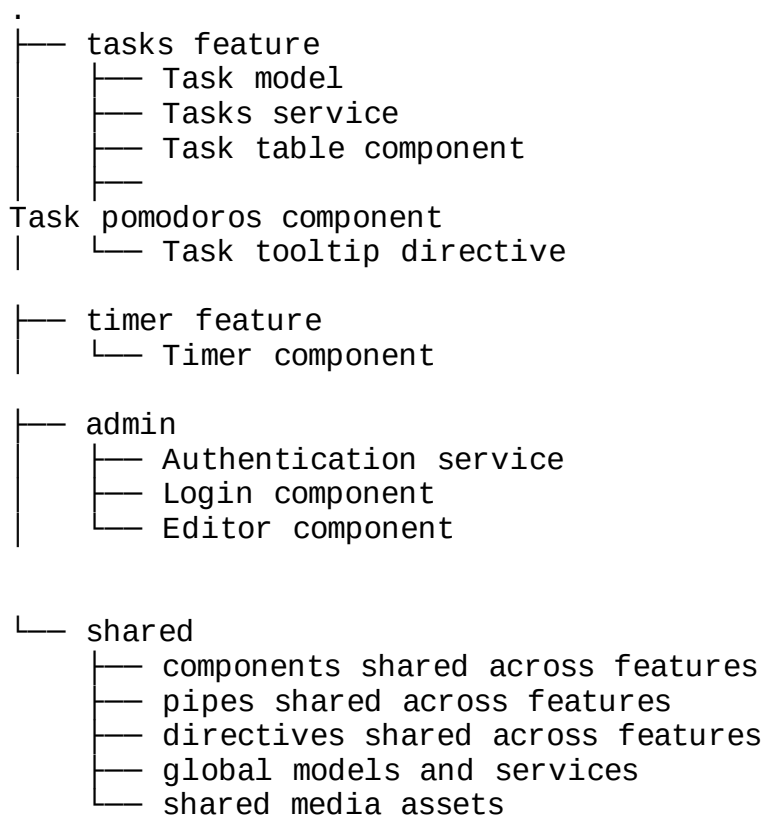 .
├── tasks feature
│   ├── Task model
│   ├── Tasks service
│   ├── Task table component
│   ├──
Task pomodoros component
│   └── Task tooltip directive
├── timer feature
│   └── Timer component
├── admin
│   ├── Authentication service
│   ├── Login component
│   └── Editor component
└── shared
    ├── components shared across features
    ├── pipes shared across features
    ├── directives shared across features
    ├── global models and services
    └── shared media assets